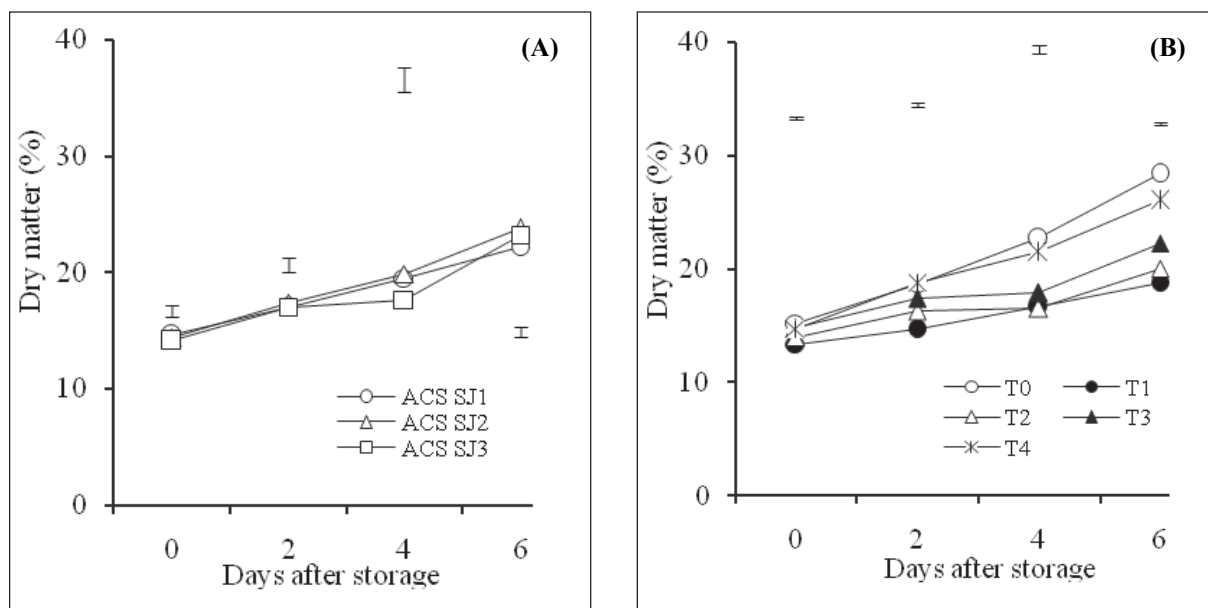 (A)
40
30
20
10
0
Dry matter (%)
ACS SJ1
ACS SJ2
ACS SJ3
0 2 4 6
Days after storage
(B)
40
30
20
10
0
Dry matter (%)
T0 T1
T2 T3
T4
0 2 4 6
Days after storage